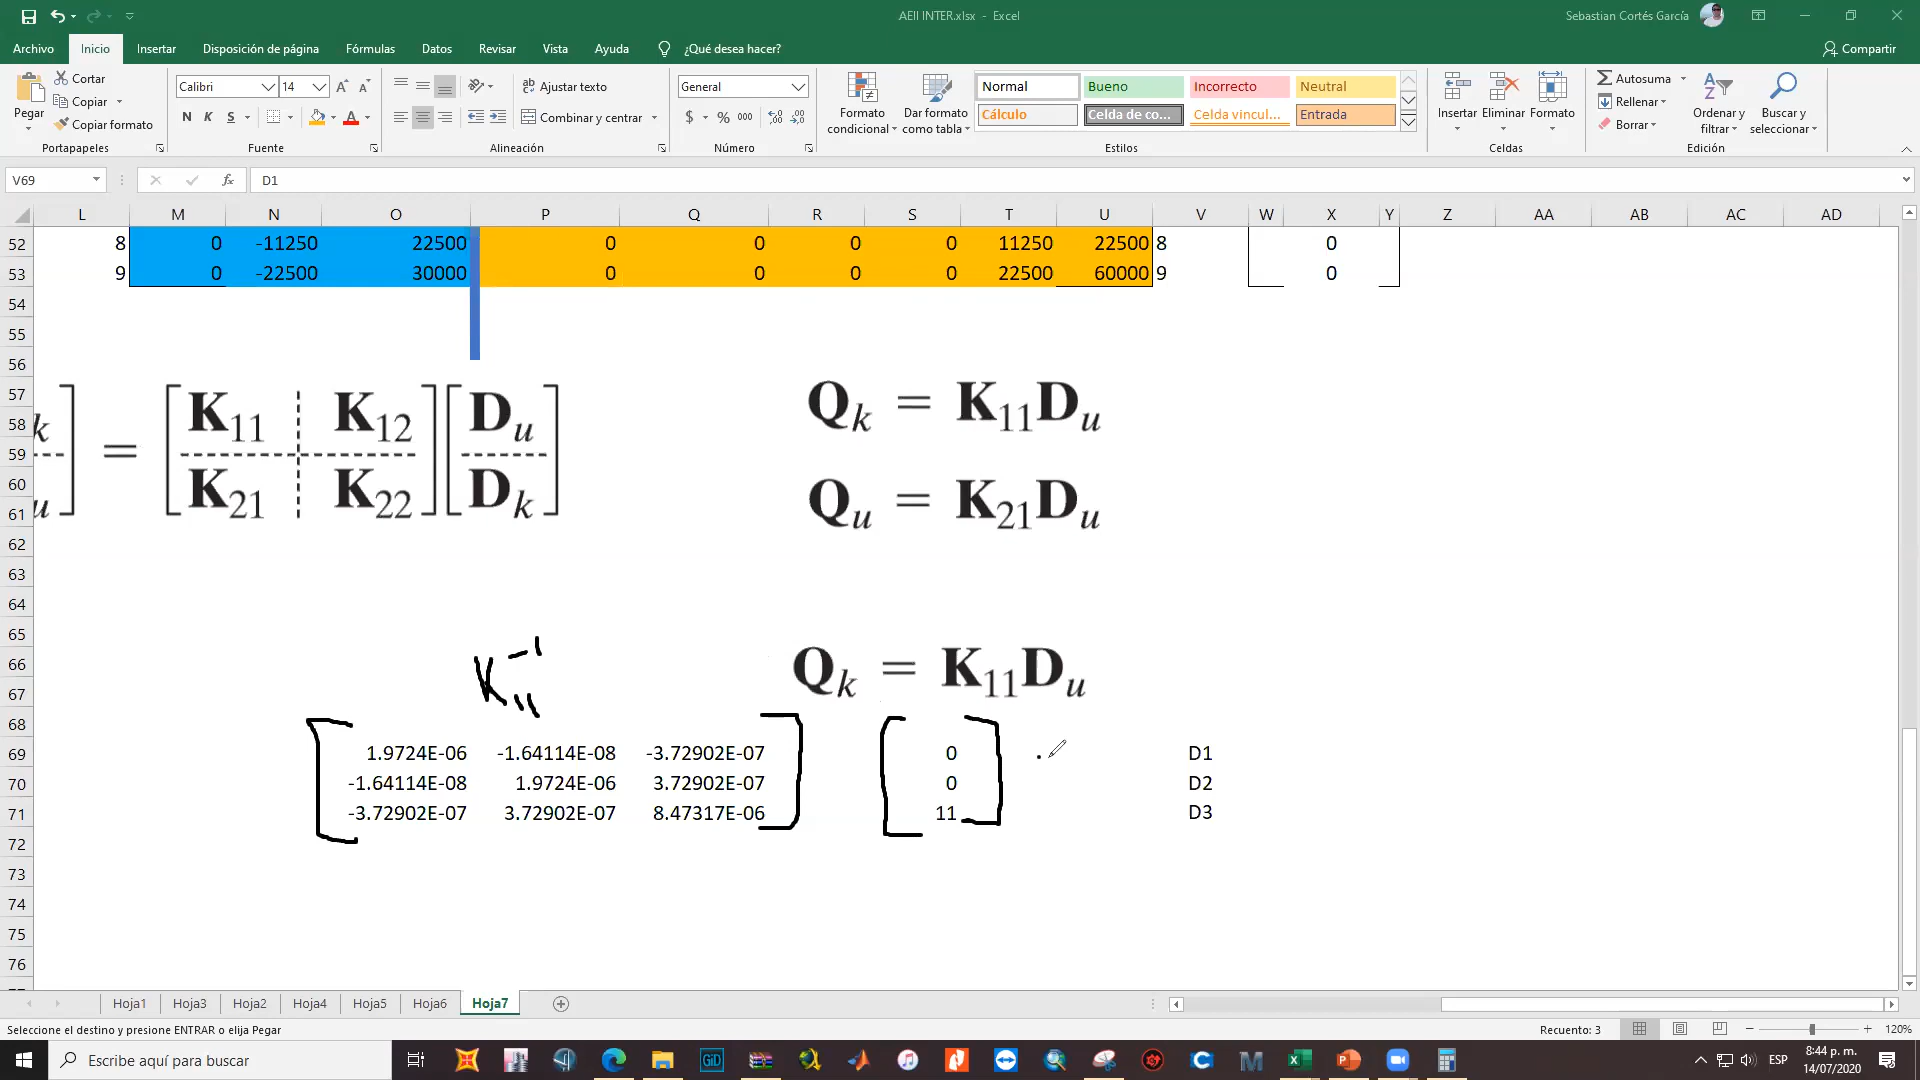 AEII INTER.xlsx - Excel
Sebastian Cortés García
Archivo Inicio Insertar Disposición de página Fórmulas Datos Revisar Vista Ayuda ¿Qué desea hacer? Compartir
Pegar
Cortar
Copiar
Copiar formato
Portapapeles
Calibri 14
N K S
Fuente
Ajustar texto
Combinar y centrar
Alineación
General
$ % 000
Número
Formato condicional
Dar formato como tabla
Normal Bueno Incorrecto Neutral
Cálculo Celda de co... Celda vincul... Entrada
Estilos
Insertar Eliminar Formato
Celdas
Autosuma
Rellenar
Borrar
Ordenar y filtrar
Buscar y seleccionar
Edición
V69 fx D1
L M N O P Q R S T U V W X Y Z AA AB AC AD
52 8 0 -11250 22500 0 0 0 0 11250 22500 8 0
53 9 0 -22500 30000 0 0 0 0 22500 60000 9 0
54
55
56
57
58
59
60
61
62
63
64
65
66
67
68
k = [K11 K12] [Du]
u [K21 K22] [Dk]
Qk = K11Du
Qu = K21Du
K11^-1
Qk = K11Du
69 1.9724E-06 -1.64114E-08 -3.72902E-07 0 D1
70 -1.64114E-08 1.9724E-06 3.72902E-07 0 D2
71 -3.72902E-07 3.72902E-07 8.47317E-06 11 D3
72
73
74
75
76
Hoja1 Hoja3 Hoja2 Hoja4 Hoja5 Hoja6 Hoja7
Seleccione el destino y presione ENTRAR o elija Pegar
Recuento: 3
120%
Escribe aquí para buscar
GiD
ESP
8:44 p. m.
14/07/2020